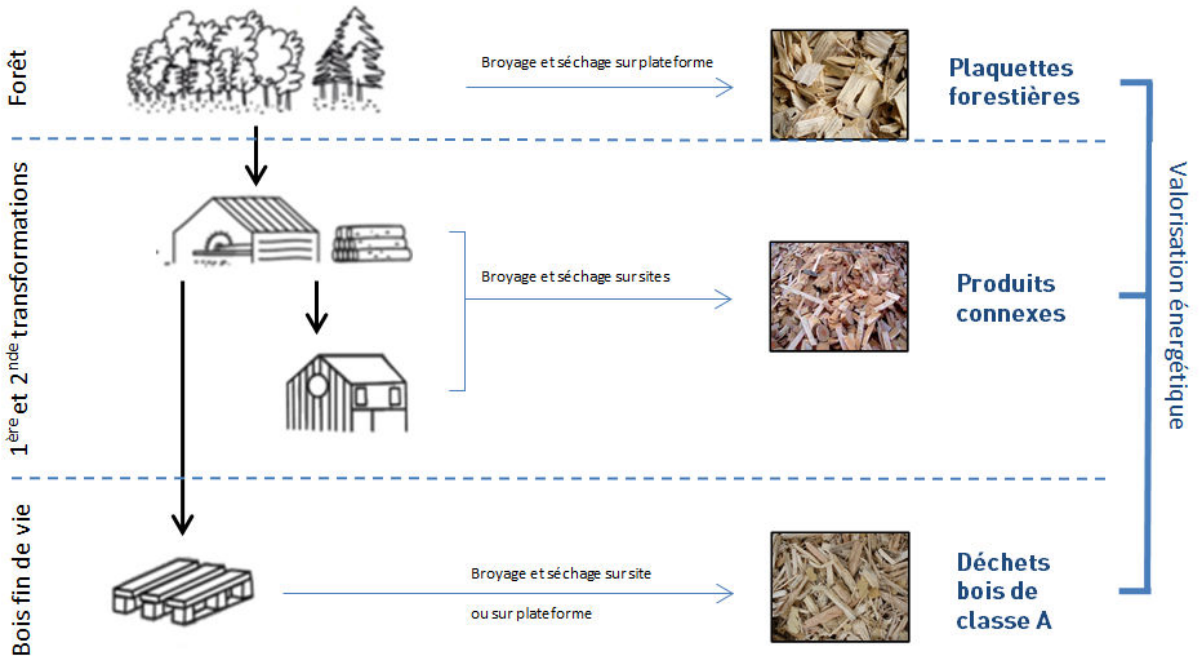 Forêt
Broyage et séchage sur plateforme
Plaquettes
forestières
1ère et 2nde transformations
Broyage et séchage sur sites
Produits
connexes
Valorisation énergétique
Bois fin de vie
Broyage et séchage sur site
ou sur plateforme
Déchets
bois de
classe A